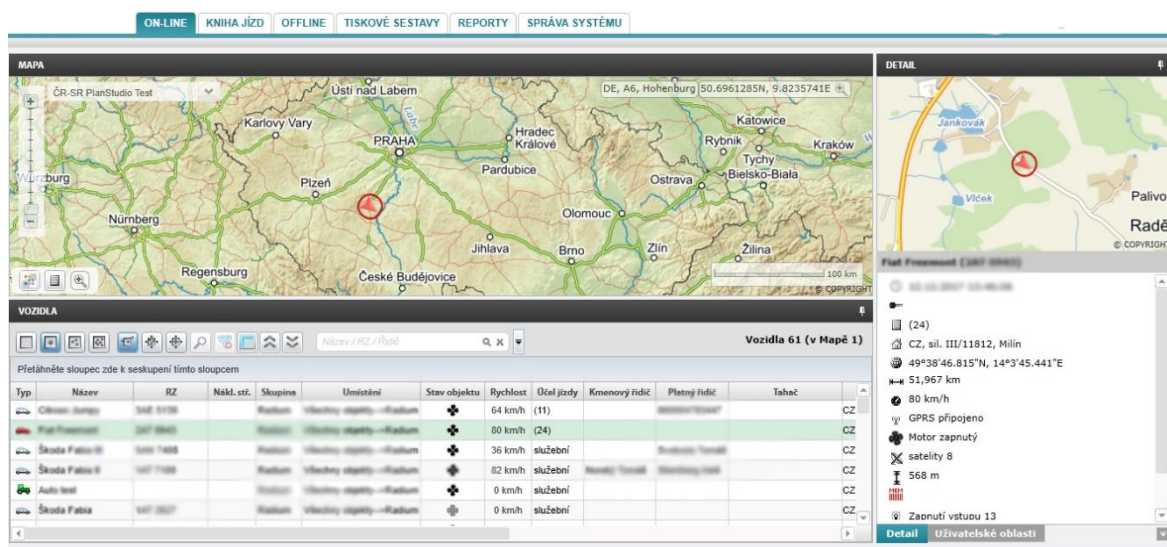 ON-LINE KNIHA JÍZD OFFLINE TISKOVÉ SESTAVY REPORTY SPRÁVA SYSTÉMU
MAPA
ČR-SR PlanStudio Test
DE, A6, Hohenburg 50.6961285N, 9.8235741E
Ústí nad Labem
Labe
Karlovy Vary
PRAHA
Hradec
Králové
Pardubice
Katowice
Rybnik
Kraków
Tychy
Bielsko-Biała
Ostrava
Plzeň
Nürnberg
Olomouc
Jihlava
Brno
Zlín
Žilina
Regensburg
České Budějovice
100 km
© COPYRIGHT
VOZIDLA
Název / RZ / Řidič
Vozidla 61 (v Mapě 1)
Přetáhněte sloupec zde k seskupení tímto sloupcem
Typ Název RZ Nákl. stř. Skupina Umístění Stav objektu Rychlost Účel jízdy Kmenový řidič Platný řidič Tahač
64 km/h (11) CZ
80 km/h (24) CZ
Škoda Fabia 36 km/h služební CZ
Škoda Fabia 82 km/h služební CZ
Auto test 0 km/h služební CZ
Škoda Fabia 0 km/h služební CZ
DETAIL
Jankovák
Vlček
Palivo
Radě
© COPYRIGH
Fiat Freemont
(24)
CZ, sil. III/11812, Milín
49°38'46.815"N, 14°3'45.441"E
51,967 km
80 km/h
GPRS připojeno
Motor zapnutý
satelity 8
568 m
MEM
Zapnutí vstupu 13
Detail Uživatelské oblasti